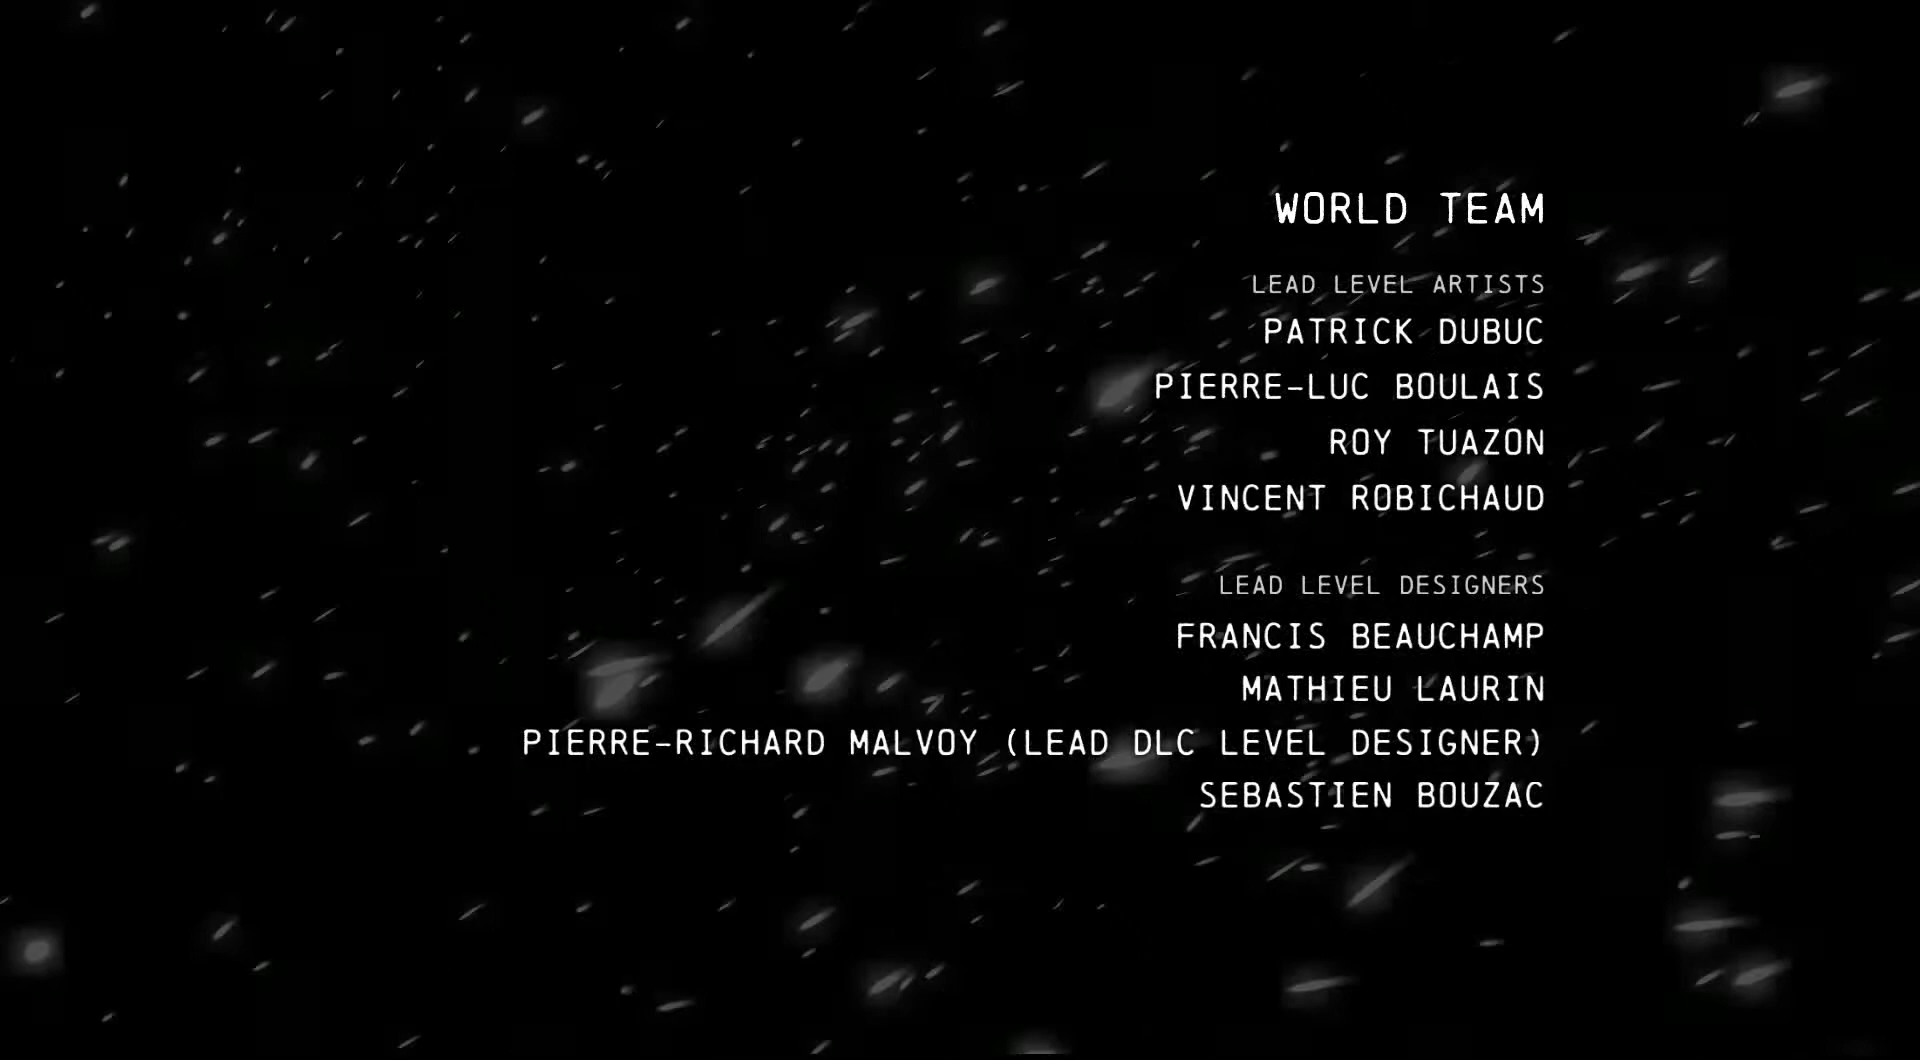 WORLD TEAM
LEAD LEVEL ARTISTS
PATRICK DUBUC
PIERRE-LUC BOULAIS
ROY TUAZON
VINCENT ROBICHAUD
LEAD LEVEL DESIGNERS
FRANCIS BEAUCHAMP
MATHIEU LAURIN
PIERRE-RICHARD MALVOY (LEAD DLC LEVEL DESIGNER)
SEBASTIEN BOUZAC